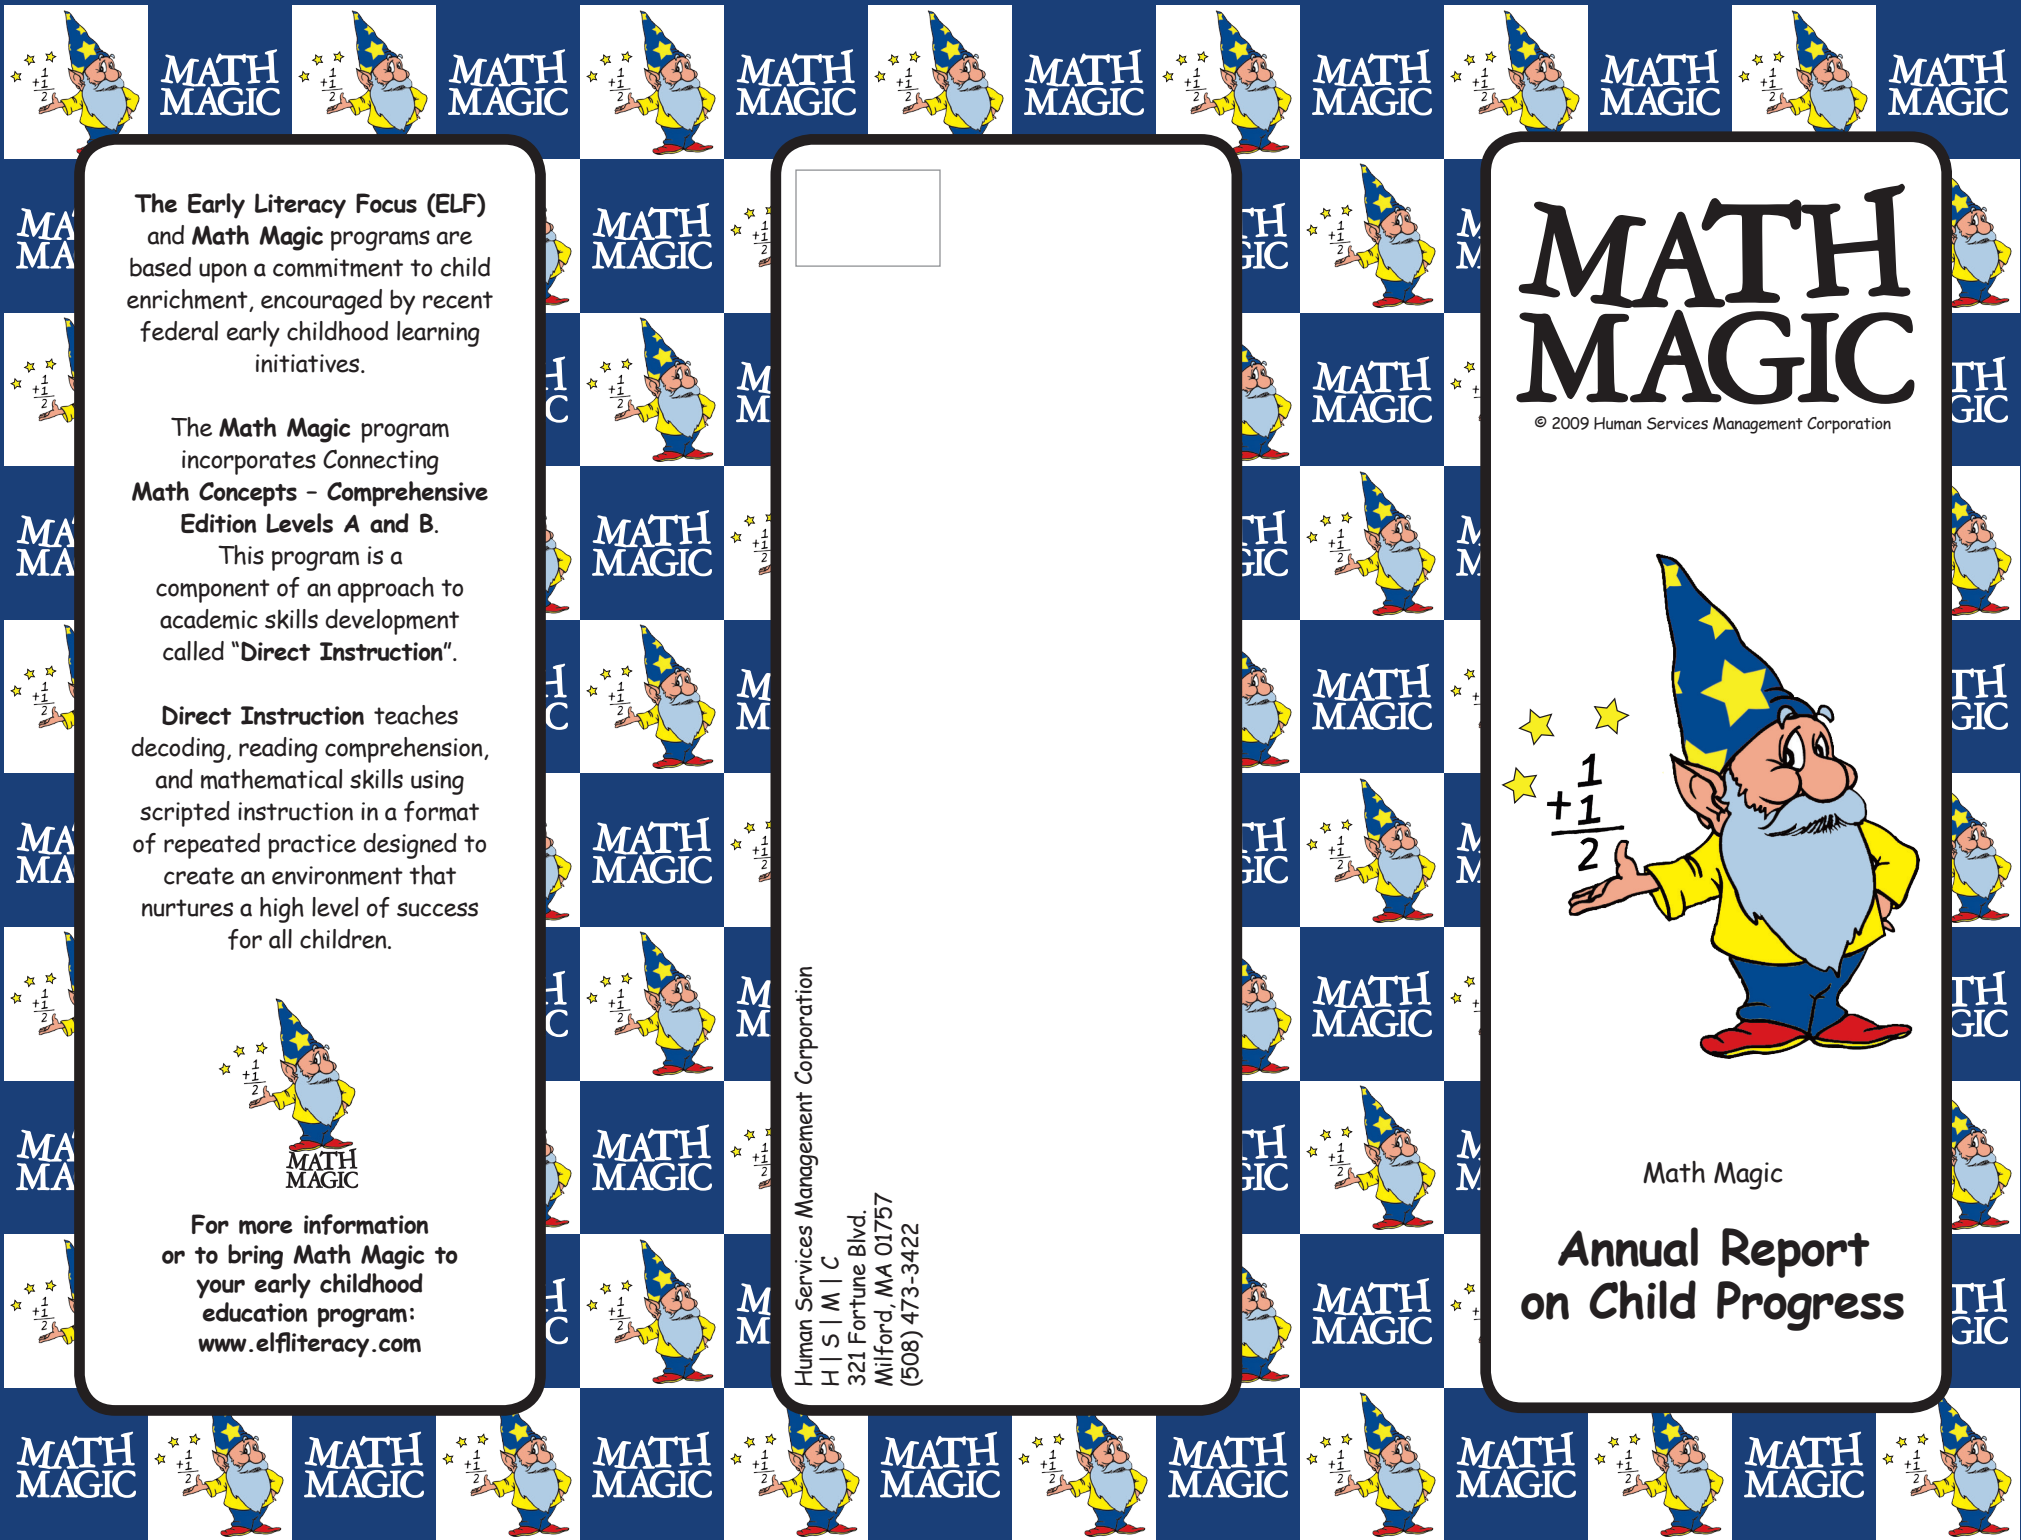 The Early Literacy Focus (ELF)
and Math Magic programs are
based upon a commitment to child
enrichment, encouraged by recent
federal early childhood learning
initiatives.
The Math Magic program
incorporates Connecting
Math Concepts – Comprehensive
Edition Levels A and B.
This program is a
component of an approach to
academic skills development
called “Direct Instruction”.
Direct Instruction teaches
decoding, reading comprehension,
and mathematical skills using
scripted instruction in a format
of repeated practice designed to
create an environment that
nurtures a high level of success
for all children.
1
+1
2
MATH
MAGIC
For more information
or to bring Math Magic to
your early childhood
education program:
www.elfliteracy.com
Human Services Management Corporation
H | S | M | C
321 Fortune Blvd.
Milford, MA 01757
(508) 473-3422
MATH
MAGIC
© 2009 Human Services Management Corporation
1
+1
2
Math Magic
Annual Report
on Child Progress